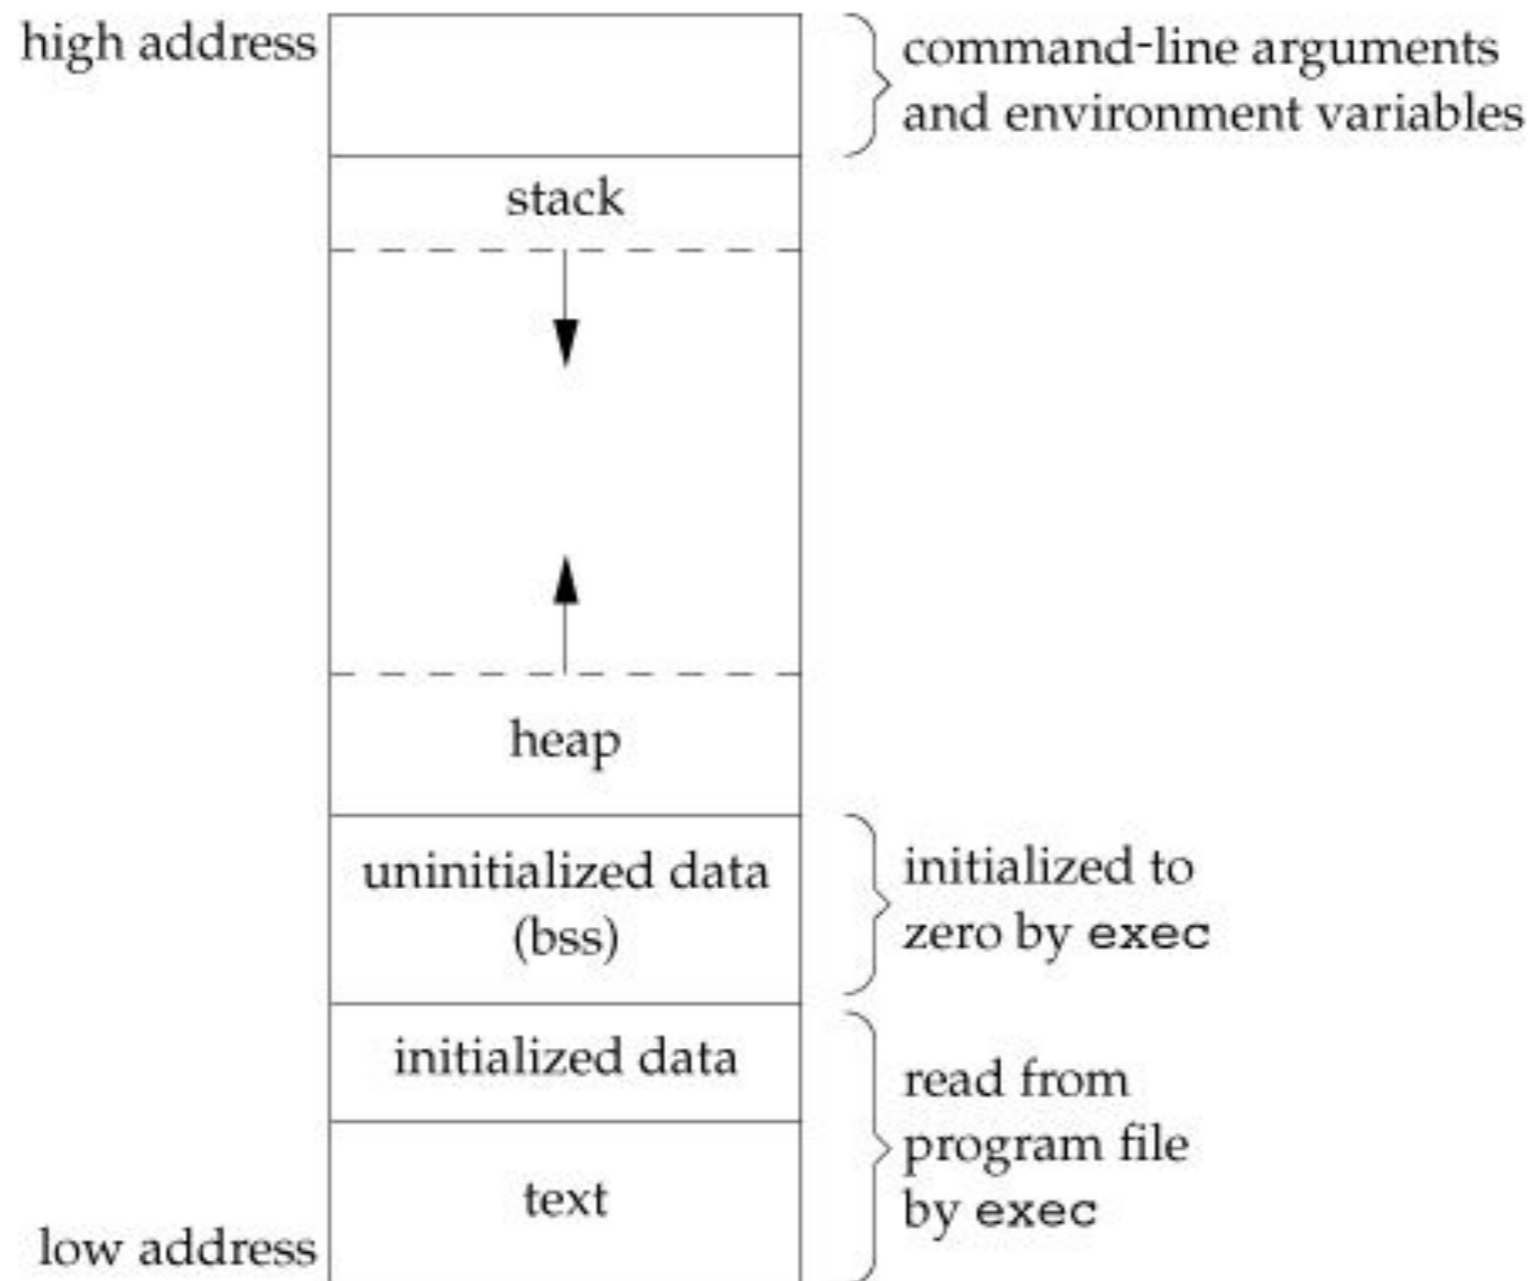 high address
command-line arguments
and environment variables
stack
heap
uninitialized data
(bss)
initialized to
zero by exec
initialized data
read from
program file
by exec
text
low address